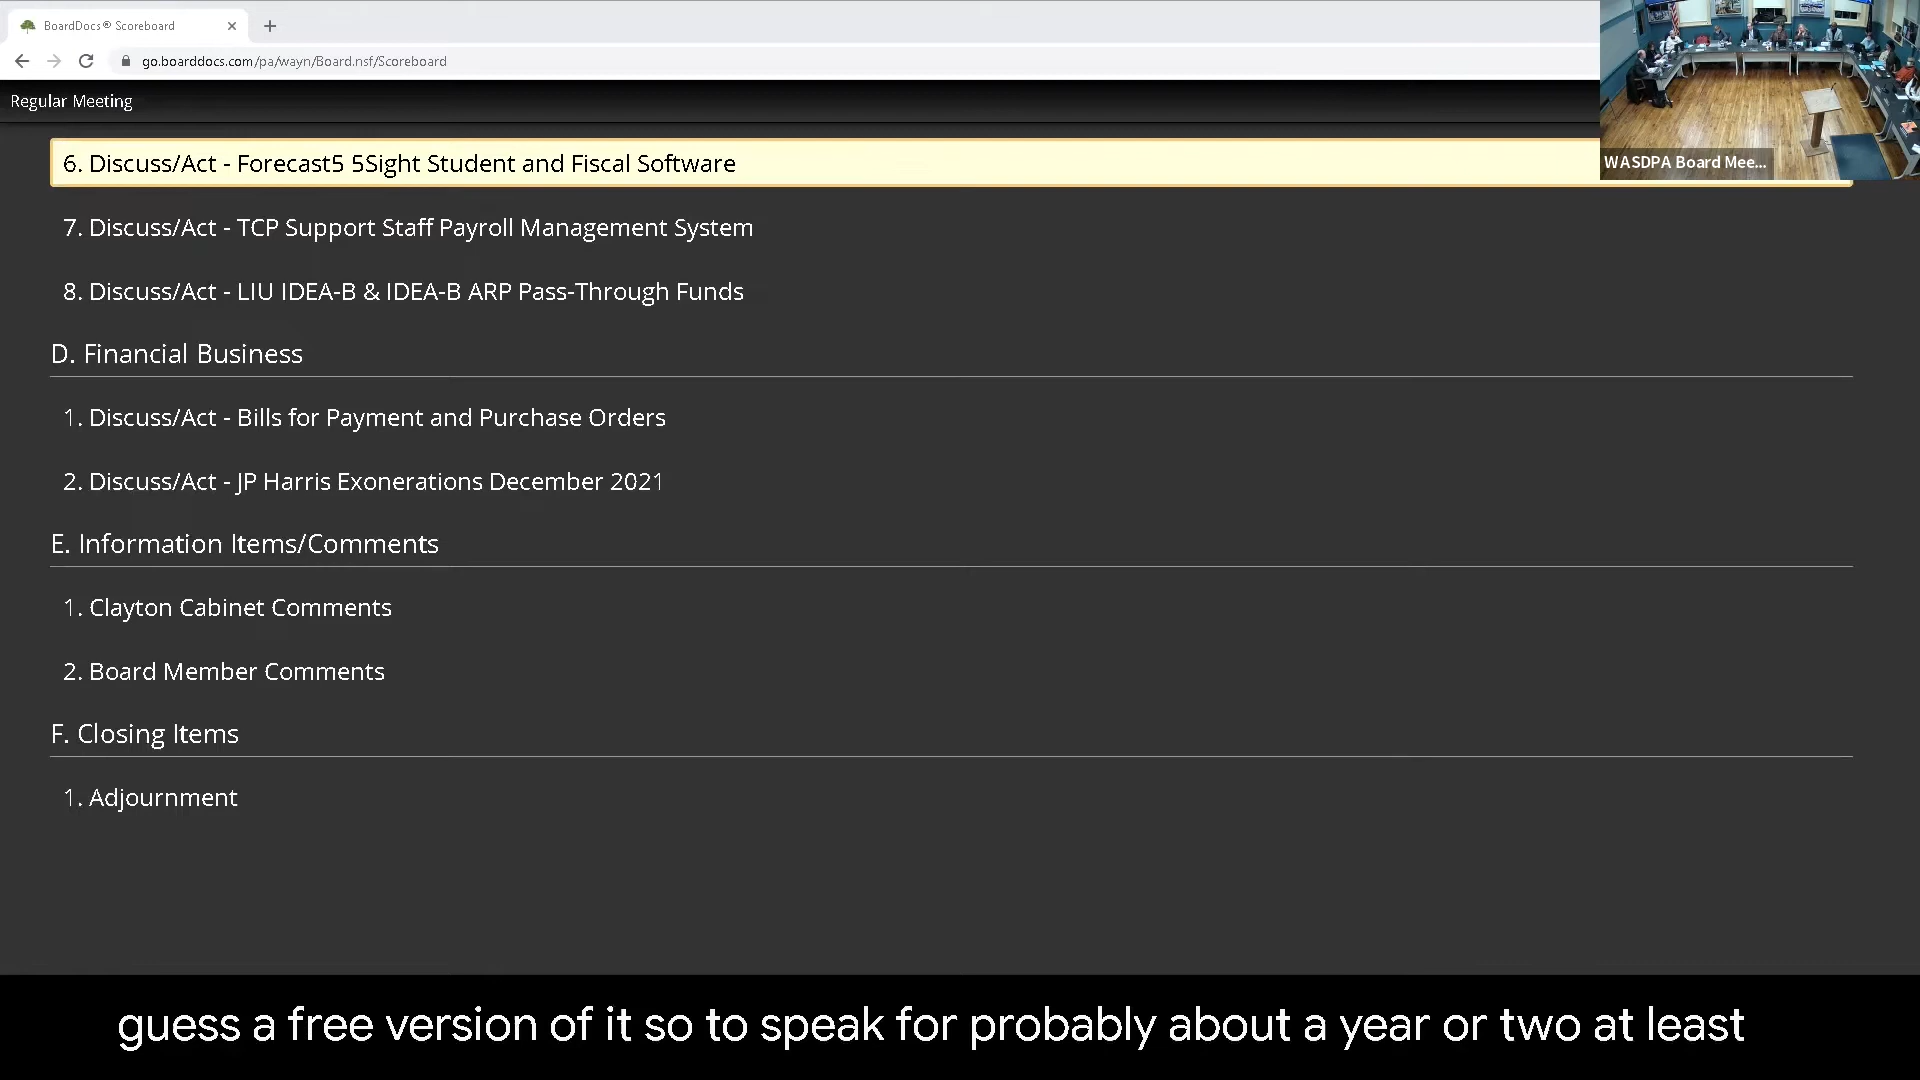 BoardDocs® Scoreboard
go.boarddocs.com/pa/wayn/Board.nsf/Scoreboard
Regular Meeting
6. Discuss/Act - Forecast5 5Sight Student and Fiscal Software
WASDPA Board Mee...
7. Discuss/Act - TCP Support Staff Payroll Management System
8. Discuss/Act - LIU IDEA-B & IDEA-B ARP Pass-Through Funds
D. Financial Business
1. Discuss/Act - Bills for Payment and Purchase Orders
2. Discuss/Act - JP Harris Exonerations December 2021
E. Information Items/Comments
1. Clayton Cabinet Comments
2. Board Member Comments
F. Closing Items
1. Adjournment
guess a free version of it so to speak for probably about a year or two at least